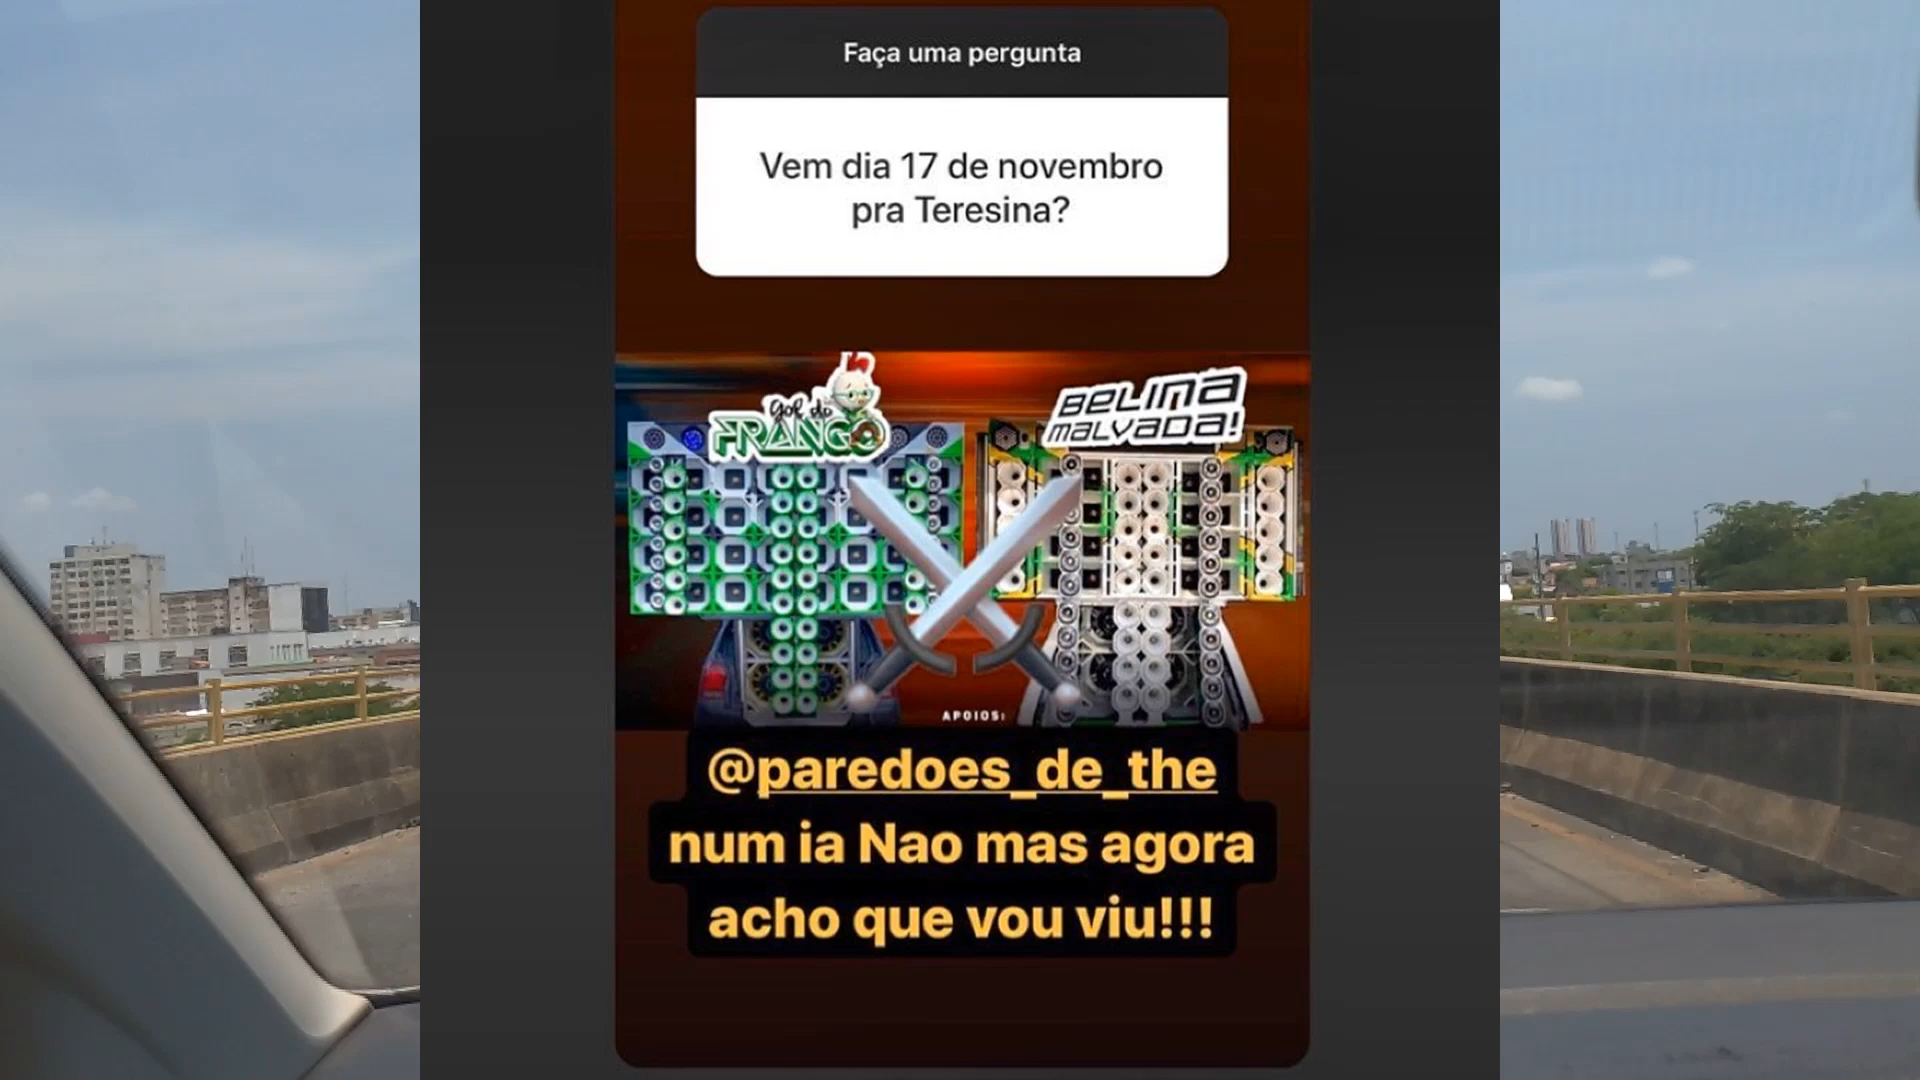 Faça uma pergunta
Vem dia 17 de novembro
pra Teresina?
gol do
FRANGO
BELINA
MALVADA!
APOIOS:
@paredoes_de_the
num ia Nao mas agora
acho que vou viu!!!